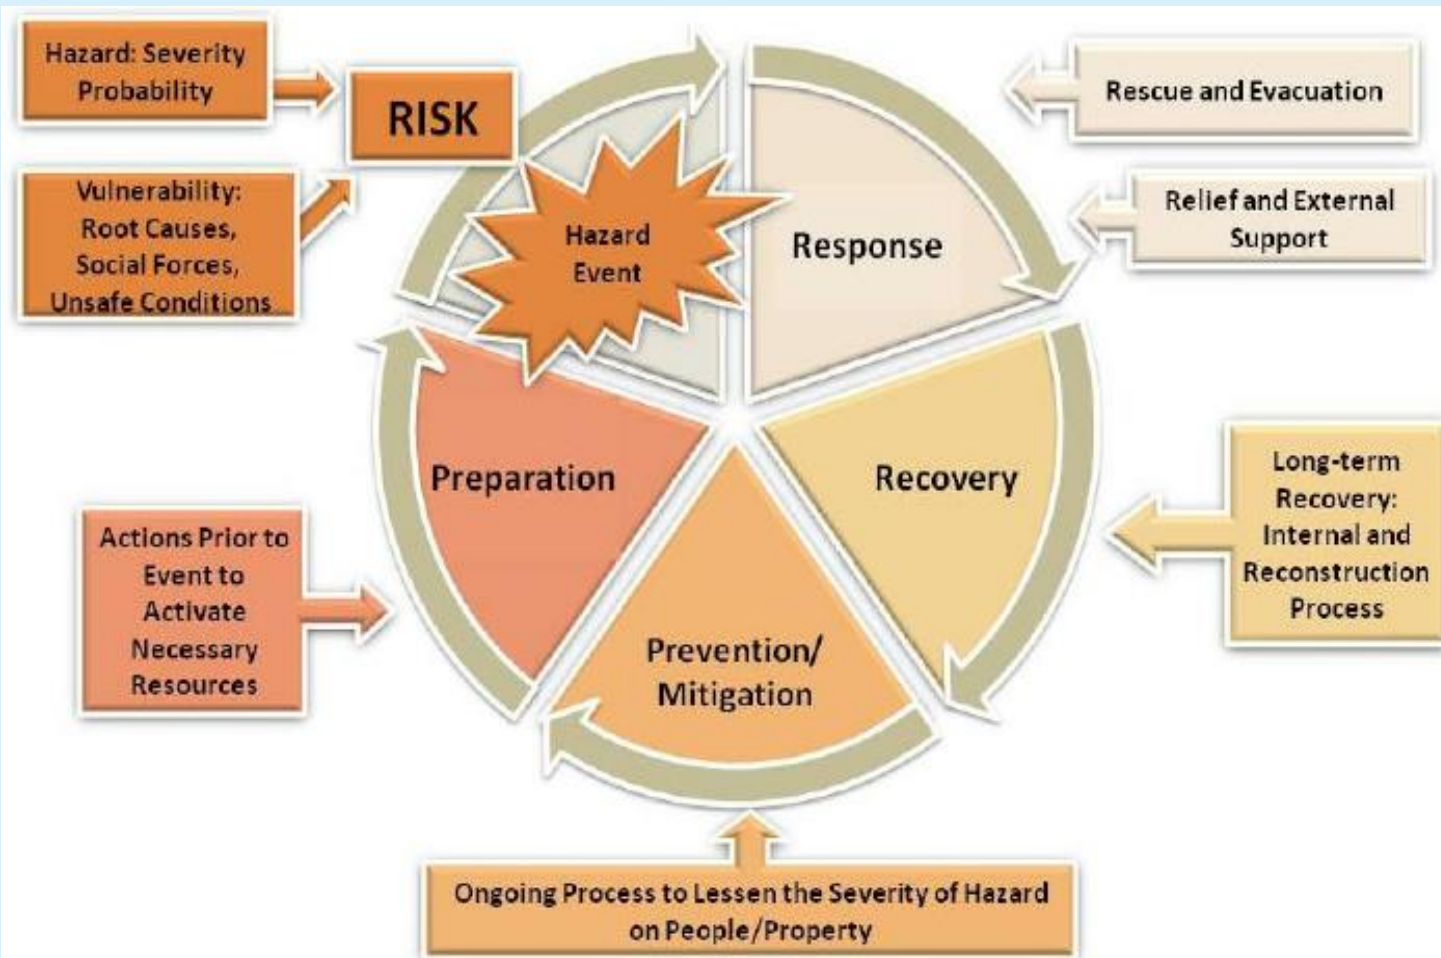 Hazard: Severity
Probability
RISK
Vulnerability:
Root Causes,
Social Forces,
Unsafe Conditions
Hazard
Event
Response
Rescue and Evacuation
Relief and External
Support
Preparation
Recovery
Prevention/
Mitigation
Actions Prior to
Event to
Activate
Necessary
Resources
Long-term
Recovery:
Internal and
Reconstruction
Process
Ongoing Process to Lessen the Severity of Hazard
on People/Property